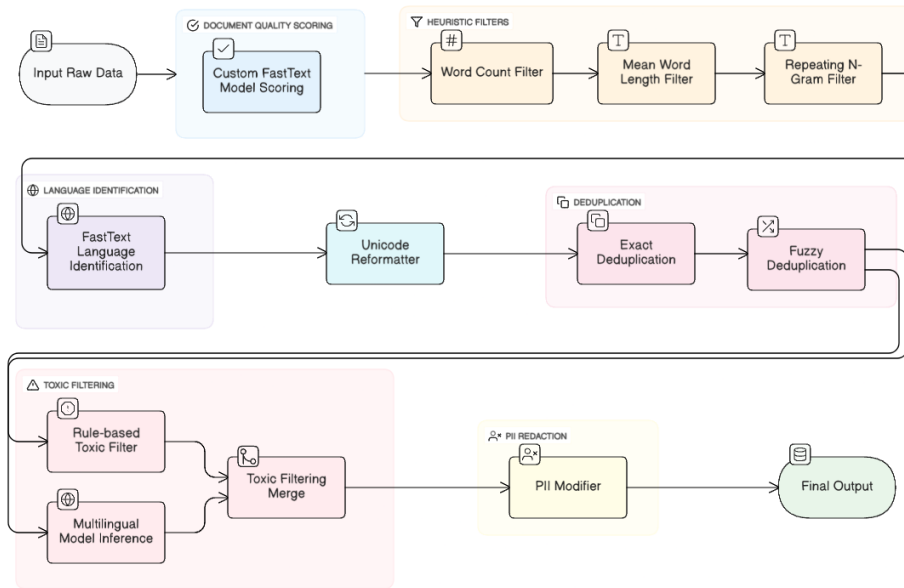 DOCUMENT QUALITY SCORING
HEURISTIC FILTERS
Input Raw Data
Custom FastText
Model Scoring
#
Word Count Filter
T
Mean Word
Length Filter
T
Repeating N-
Gram Filter
LANGUAGE IDENTIFICATION
FastText
Language
Identification
Unicode
Reformatter
DEDUPLICATION
Exact
Deduplication
Fuzzy
Deduplication
TOXIC FILTERING
Rule-based
Toxic Filter
Multilingual
Model Inference
Toxic Filtering
Merge
PII REDACTION
PII Modifier
Final Output